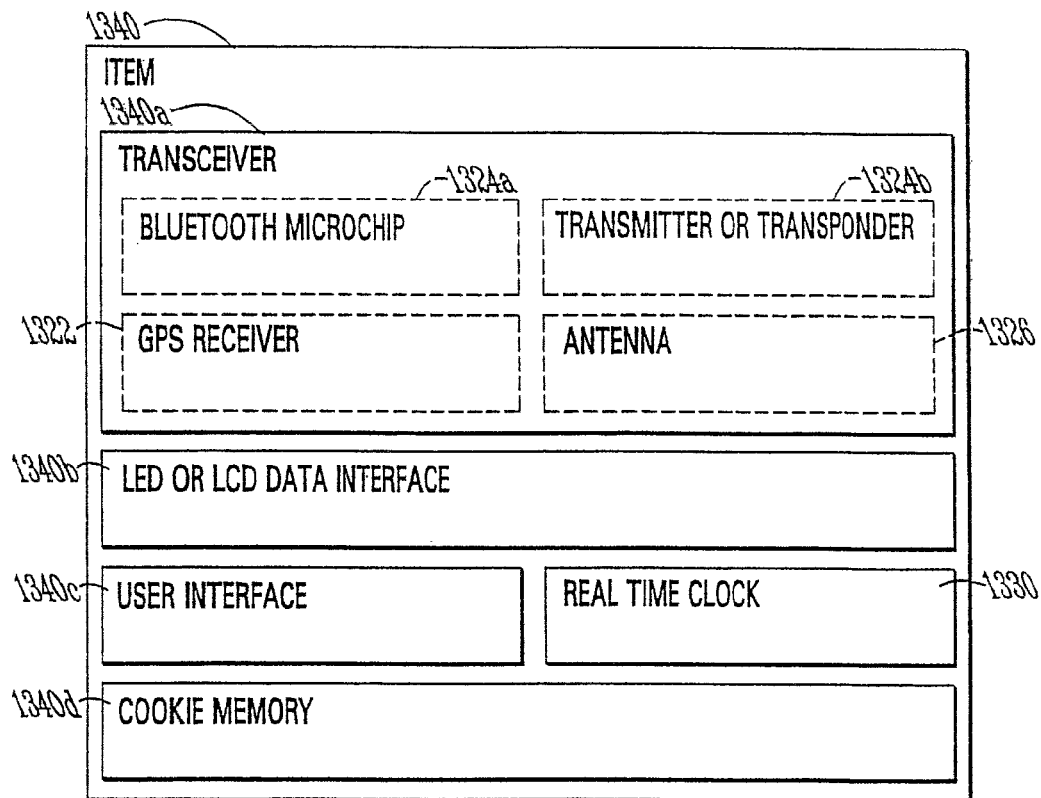 1340
ITEM
1340a
TRANSCEIVER
1324a
1324b
BLUETOOTH MICROCHIP
TRANSMITTER OR TRANSPONDER
1322
GPS RECEIVER
ANTENNA
1326
1340b
LED OR LCD DATA INTERFACE
1340c
USER INTERFACE
REAL TIME CLOCK
1330
1340d
COOKIE MEMORY